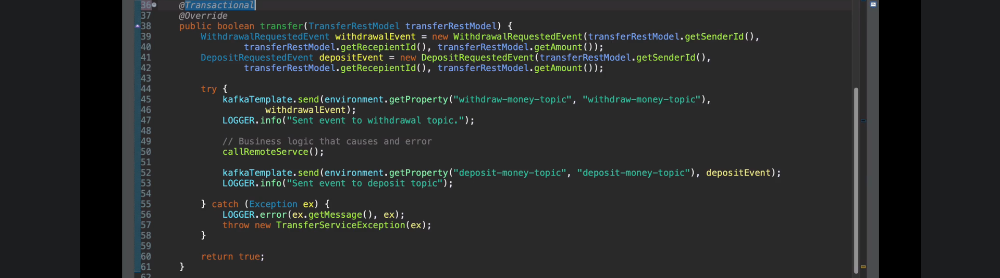 36 @Transactional
37 @Override
38 public boolean transfer(TransferRestModel transferRestModel) {
39 WithdrawalRequestedEvent withdrawalEvent = new WithdrawalRequestedEvent(transferRestModel.getSenderId(),
40 transferRestModel.getRecepientId(), transferRestModel.getAmount());
41 DepositRequestedEvent depositEvent = new DepositRequestedEvent(transferRestModel.getSenderId(),
42 transferRestModel.getRecepientId(), transferRestModel.getAmount());
43
44 try {
45 kafkaTemplate.send(environment.getProperty("withdraw-money-topic", "withdraw-money-topic"),
46 withdrawalEvent);
47 LOGGER.info("Sent event to withdrawal topic.");
48
49 // Business logic that causes and error
50 callRemoteServce();
51
52 kafkaTemplate.send(environment.getProperty("deposit-money-topic", "deposit-money-topic"), depositEvent);
53 LOGGER.info("Sent event to deposit topic");
54
55 } catch (Exception ex) {
56 LOGGER.error(ex.getMessage(), ex);
57 throw new TransferServiceException(ex);
58 }
59
60 return true;
61 }
62